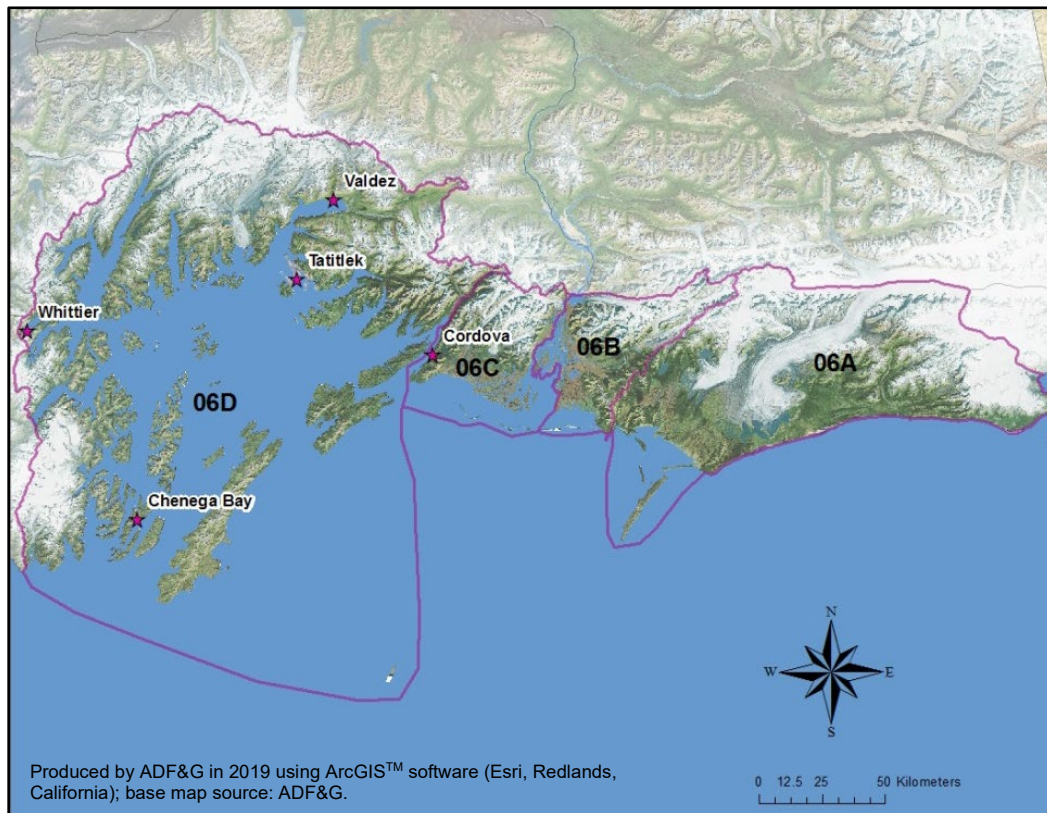 Valdez
Tatitlek
Whittier
Cordova
06C
06B
06A
06D
Chenega Bay
N
W E
S
0 12.5 25 50 Kilometers
Produced by ADF&G in 2019 using ArcGIS™ software (Esri, Redlands,
California); base map source: ADF&G.